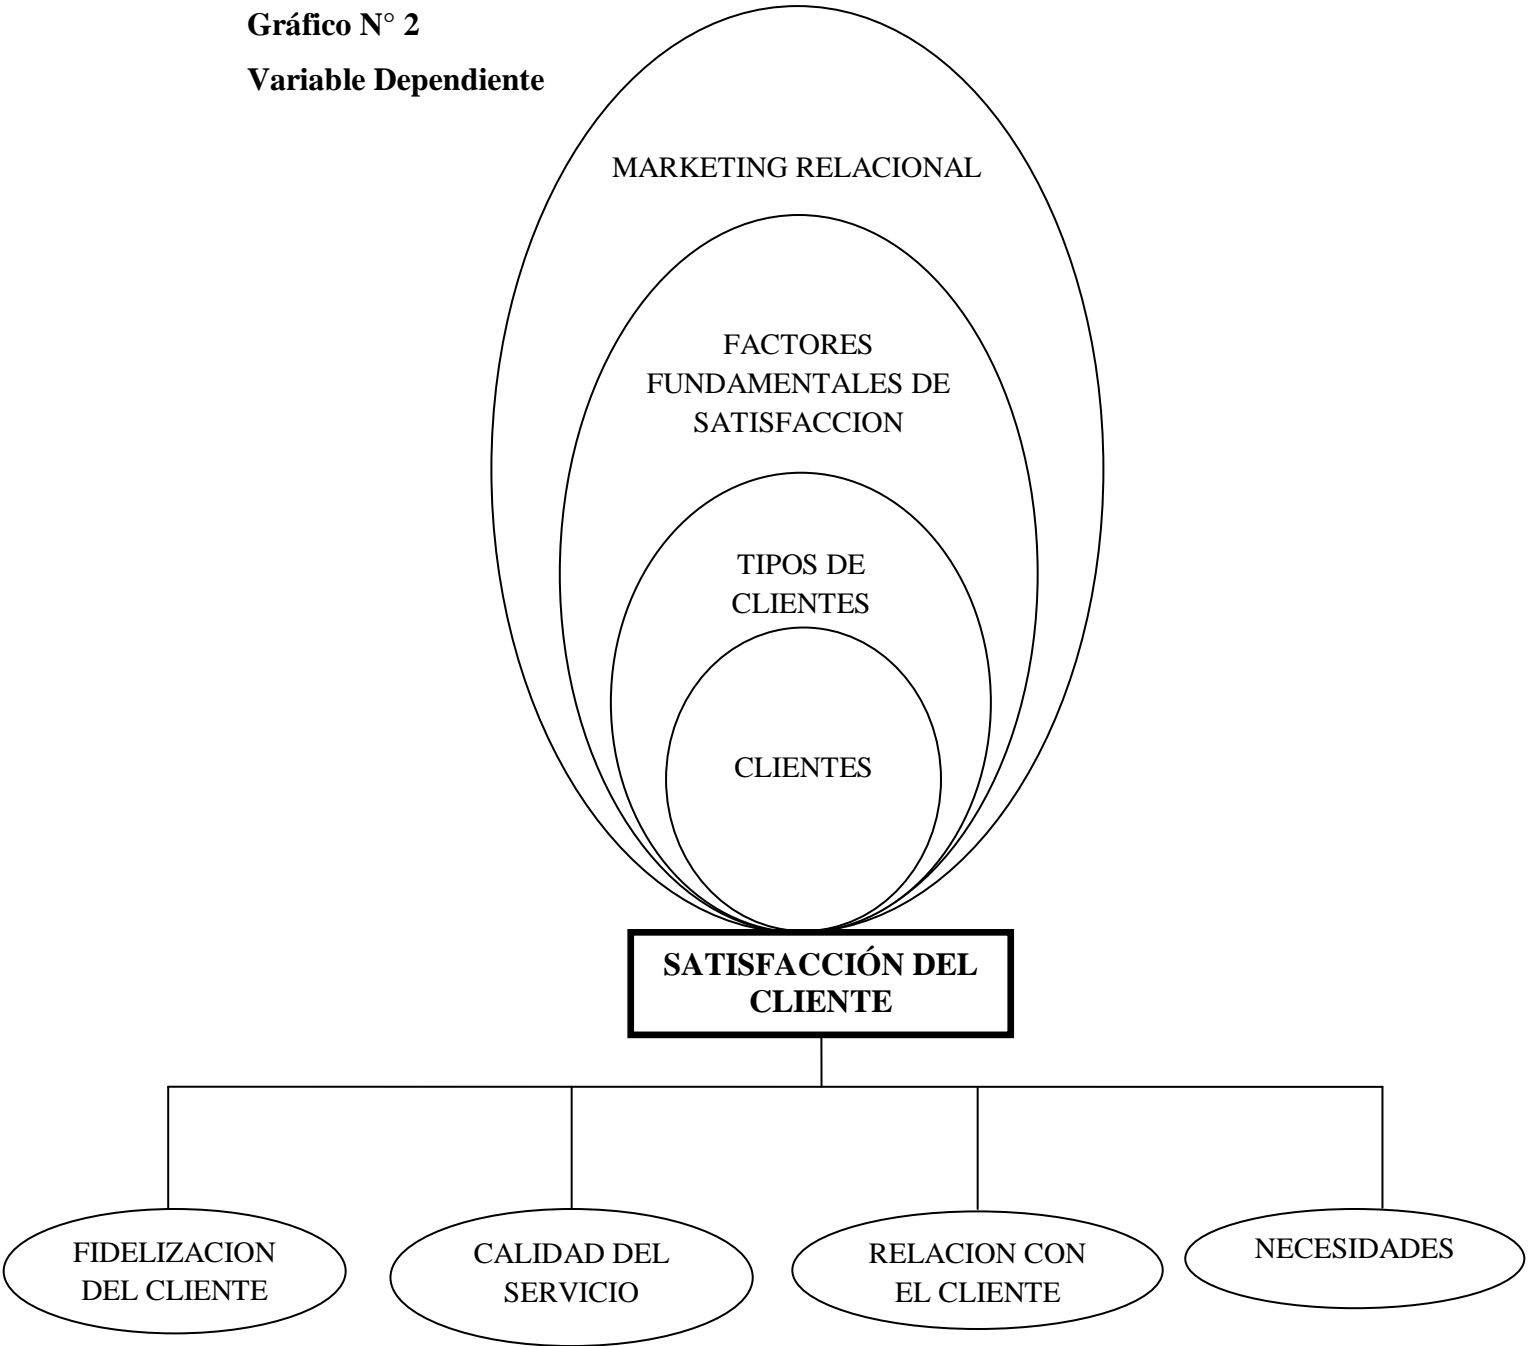 Gráfico N° 2
Variable Dependiente
MARKETING RELACIONAL
FACTORES
FUNDAMENTALES DE
SATISFACCION
TIPOS DE
CLIENTES
CLIENTES
SATISFACCIÓN DEL
CLIENTE
FIDELIZACION
DEL CLIENTE
CALIDAD DEL
SERVICIO
RELACION CON
EL CLIENTE
NECESIDADES